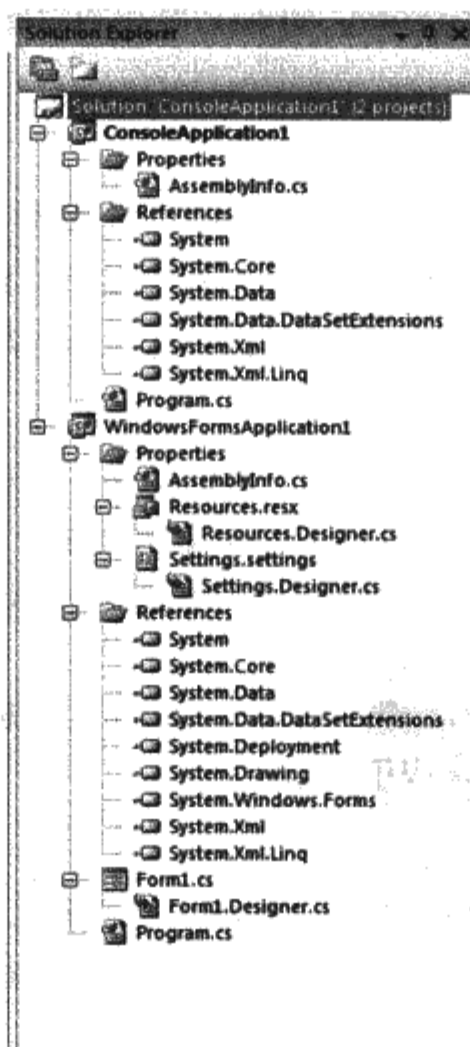 Solution Explorer
Solution 'ConsoleApplication1' (2 projects)
ConsoleApplication1
Properties
AssemblyInfo.cs
References
System
System.Core
System.Data
System.Data.DataSetExtensions
System.Xml
System.Xml.Linq
Program.cs
WindowsFormsApplication1
Properties
AssemblyInfo.cs
Resources.resx
Resources.Designer.cs
Settings.settings
Settings.Designer.cs
References
System
System.Core
System.Data
System.Data.DataSetExtensions
System.Deployment
System.Drawing
System.Windows.Forms
System.Xml
System.Xml.Linq
Form1.cs
Form1.Designer.cs
Program.cs